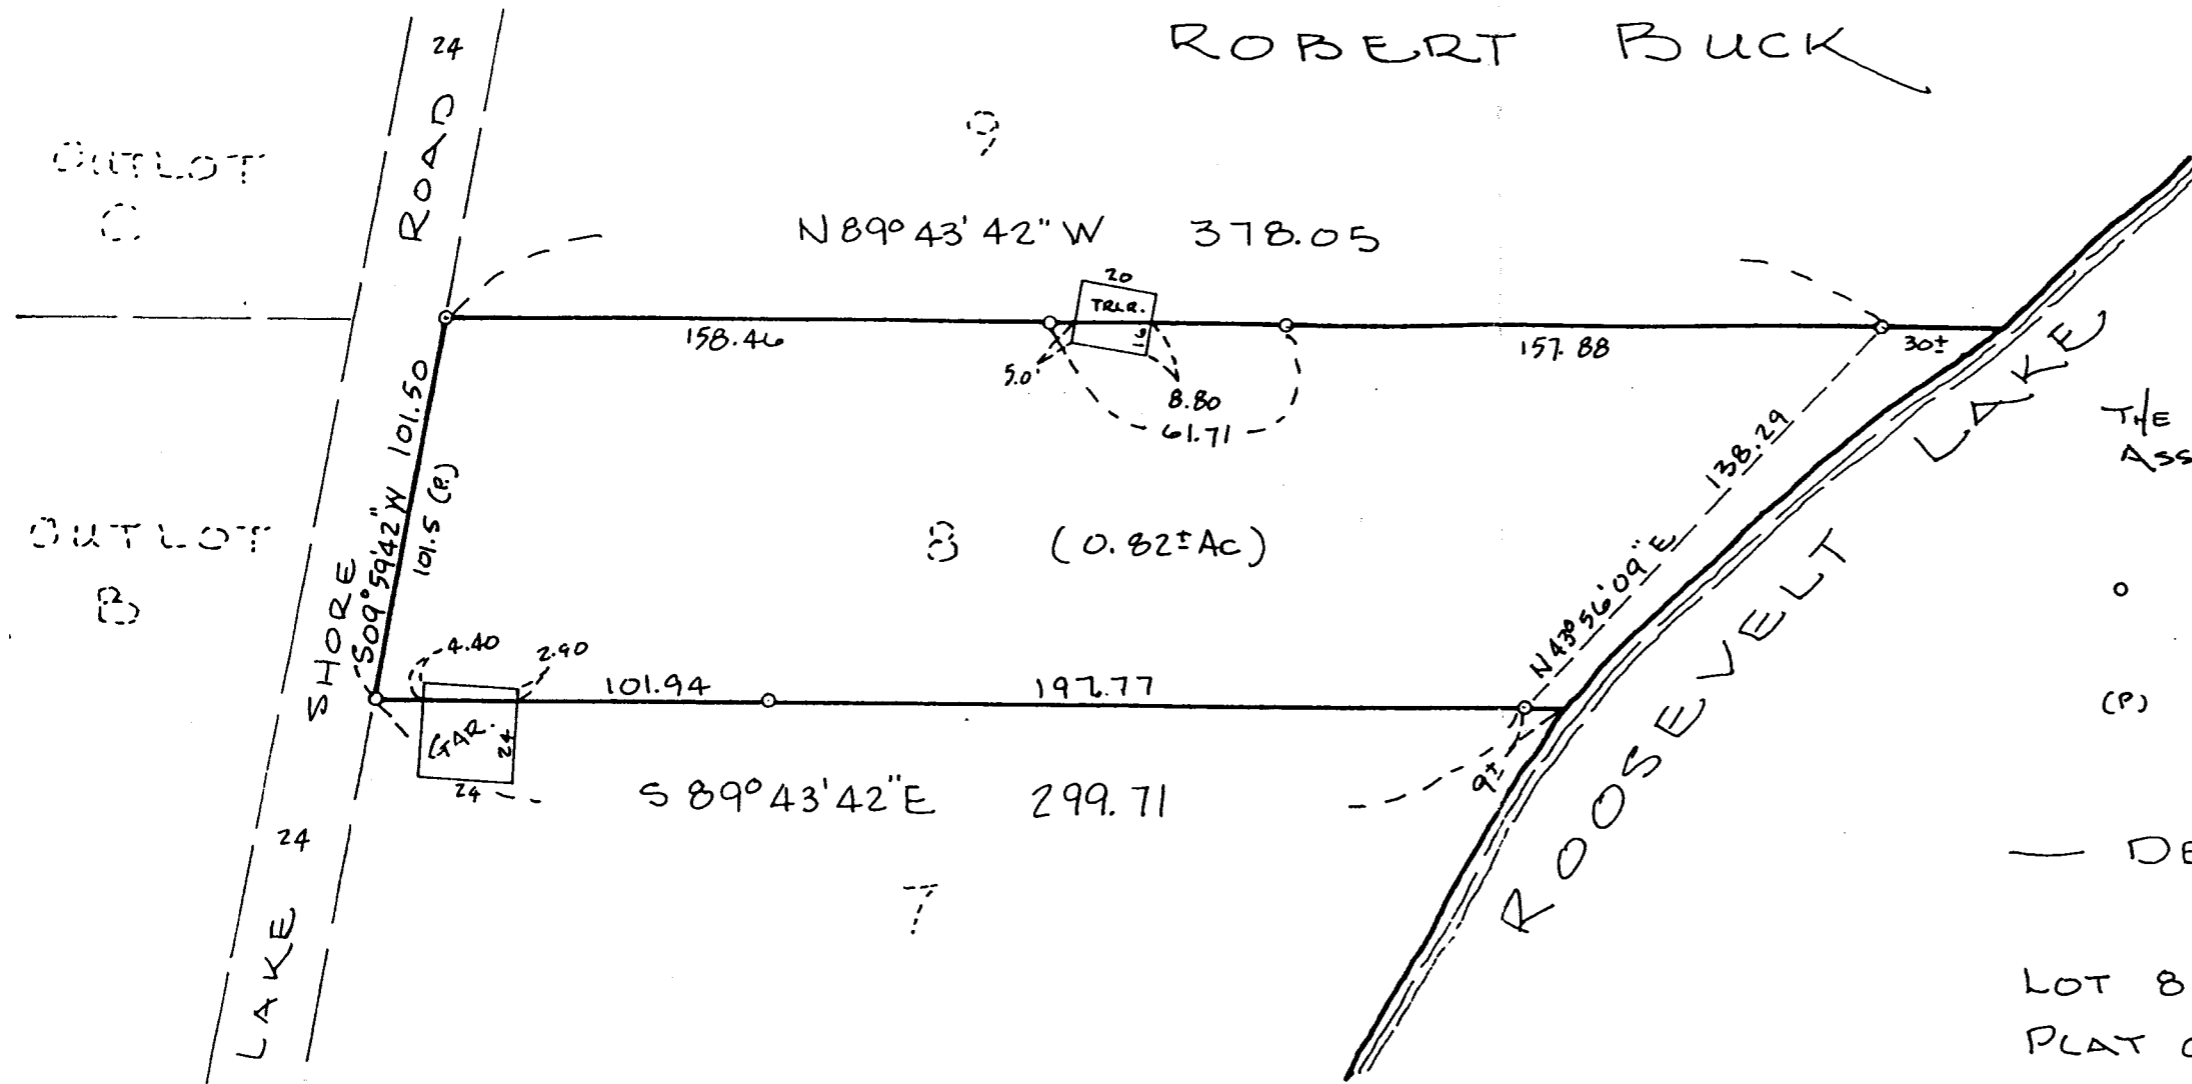 ROBERT BUCK
24
ROAD
OUTLOT
C
9
N 89° 43' 42" W 378.05
20
TRLR.
16
158.46
5.0'
8.80
61.71
157.88
30±
LAKE
S09°59'42"W 101.50
101.5 (P.)
138.29
THE
ASS
OUTLOT
B
8 (0.82± AC)
N43°56'09"E
ROOSEVELT
SHORE
4.40
2.90
101.94
197.77
GAR.
24
24
9±
(P)
S 89° 43' 42" E 299.71
24
7
LAKE
DE
LOT 8
PLAT